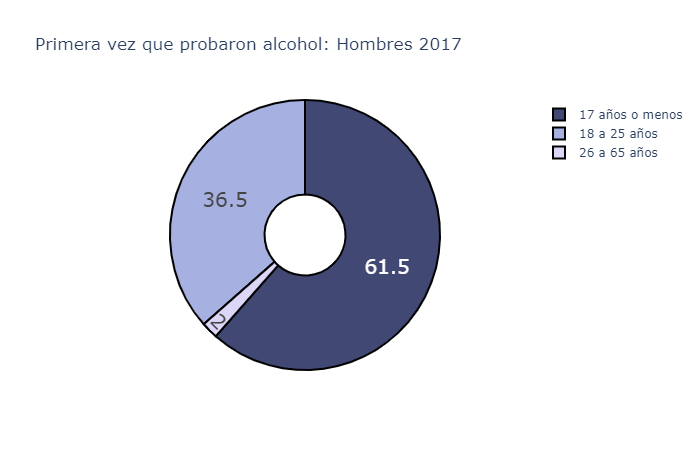 Primera vez que probaron alcohol: Hombres 2017
17 años o menos
18 a 25 años
26 a 65 años
36.5
61.5
2